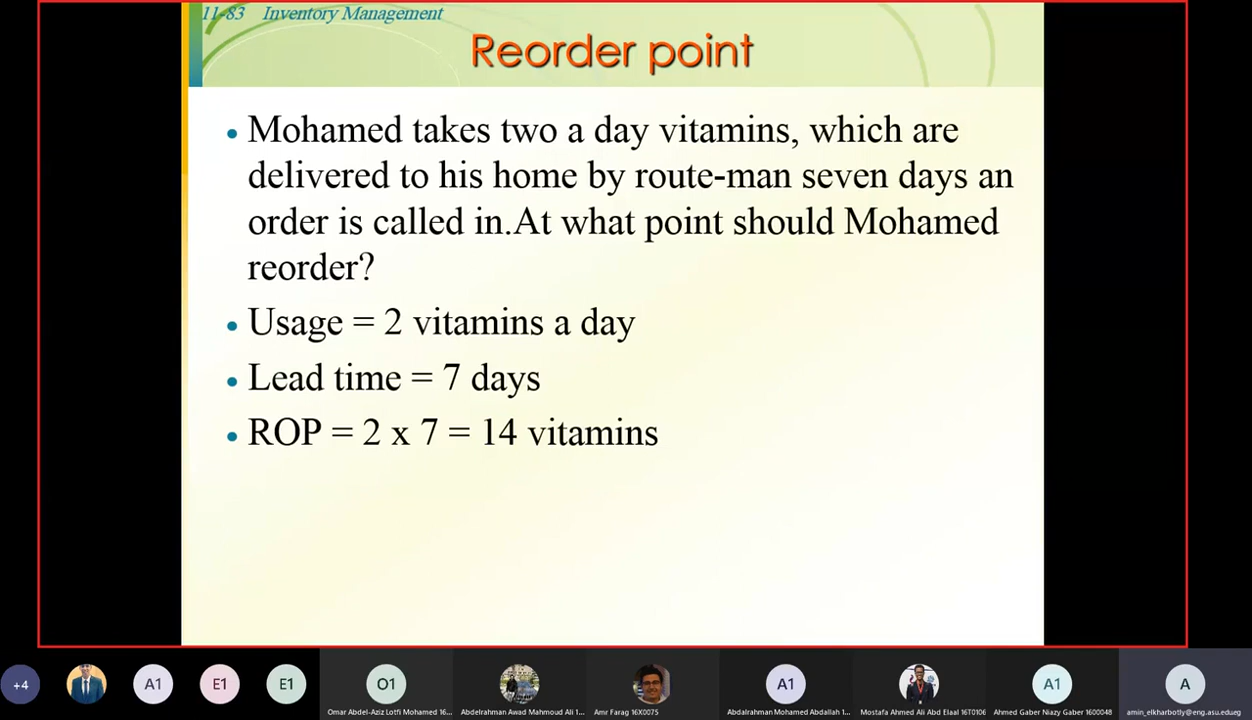 11-83 Inventory Management
Reorder point
• Mohamed takes two a day vitamins, which are
delivered to his home by route-man seven days an
order is called in.At what point should Mohamed
reorder?
• Usage = 2 vitamins a day
• Lead time = 7 days
• ROP = 2 x 7 = 14 vitamins
+4
A1
E1
E1
O1
A1
A1
A
Omar Abdel-Aziz Lotfi Mohamed 16...
Abdelrahman Awad Mahmoud Ali 1...
Amr Farag 16X0075
Abdalrahman Mohamed Abdallah 1...
Mostafa Ahmed Ali Abd Elaal 16T0106
Ahmed Gaber Niazy Gaber 1600048
amin_elkharbotly@eng.asu.edu.eg